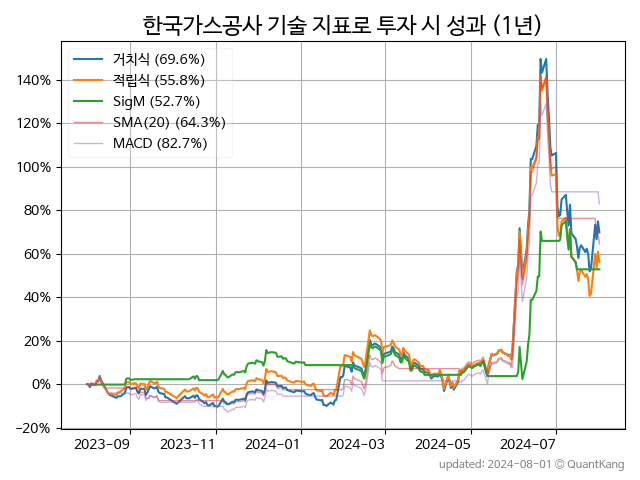 한국가스공사 기술 지표로 투자 시 성과 (1년)
거치식 (69.6%)
적립식 (55.8%)
SigM (52.7%)
SMA(20) (64.3%)
MACD (82.7%)
140%
120%
100%
80%
60%
40%
20%
0%
−20%
2023-09 2023-11 2024-01 2024-03 2024-05 2024-07
updated: 2024-08-01 © QuantKang